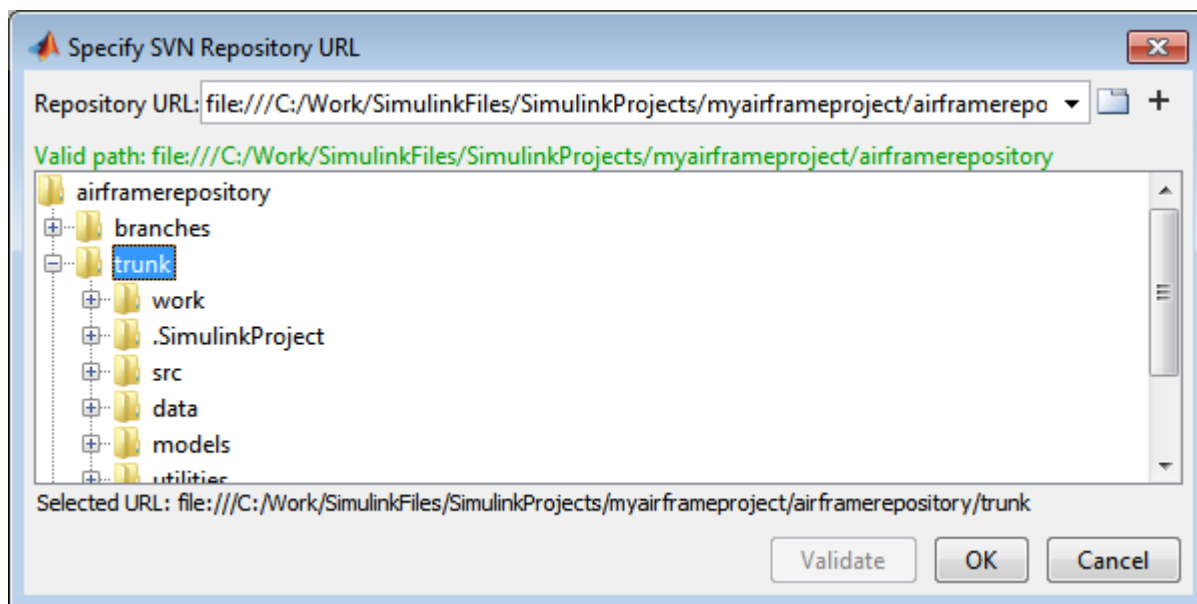 Specify SVN Repository URL
Repository URL: file:///C:/Work/SimulinkFiles/SimulinkProjects/myairframeproject/airframerepo
Valid path: file:///C:/Work/SimulinkFiles/SimulinkProjects/myairframeproject/airframerepository
airframerepository
branches
trunk
work
.SimulinkProject
src
data
models
utilities
Selected URL: file:///C:/Work/SimulinkFiles/SimulinkProjects/myairframeproject/airframerepository/trunk
Validate OK Cancel